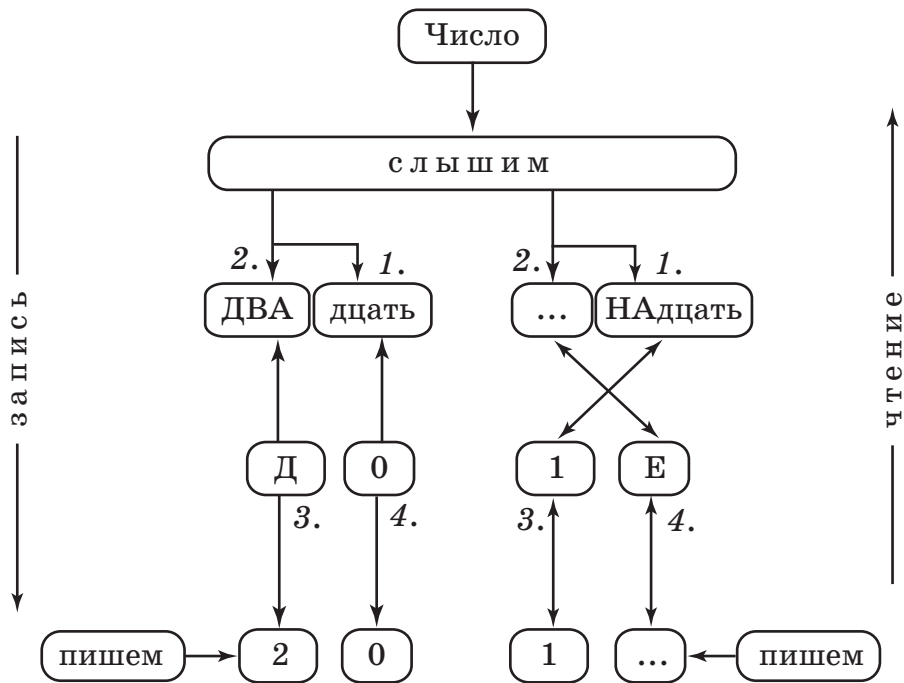 Число
слышим
2. 1. 2. 1.
ДВА дцать ... НАдцать
запись
чтение
Д 0 1 Е
3. 4. 3. 4.
пишем 2 0 1 ... пишем